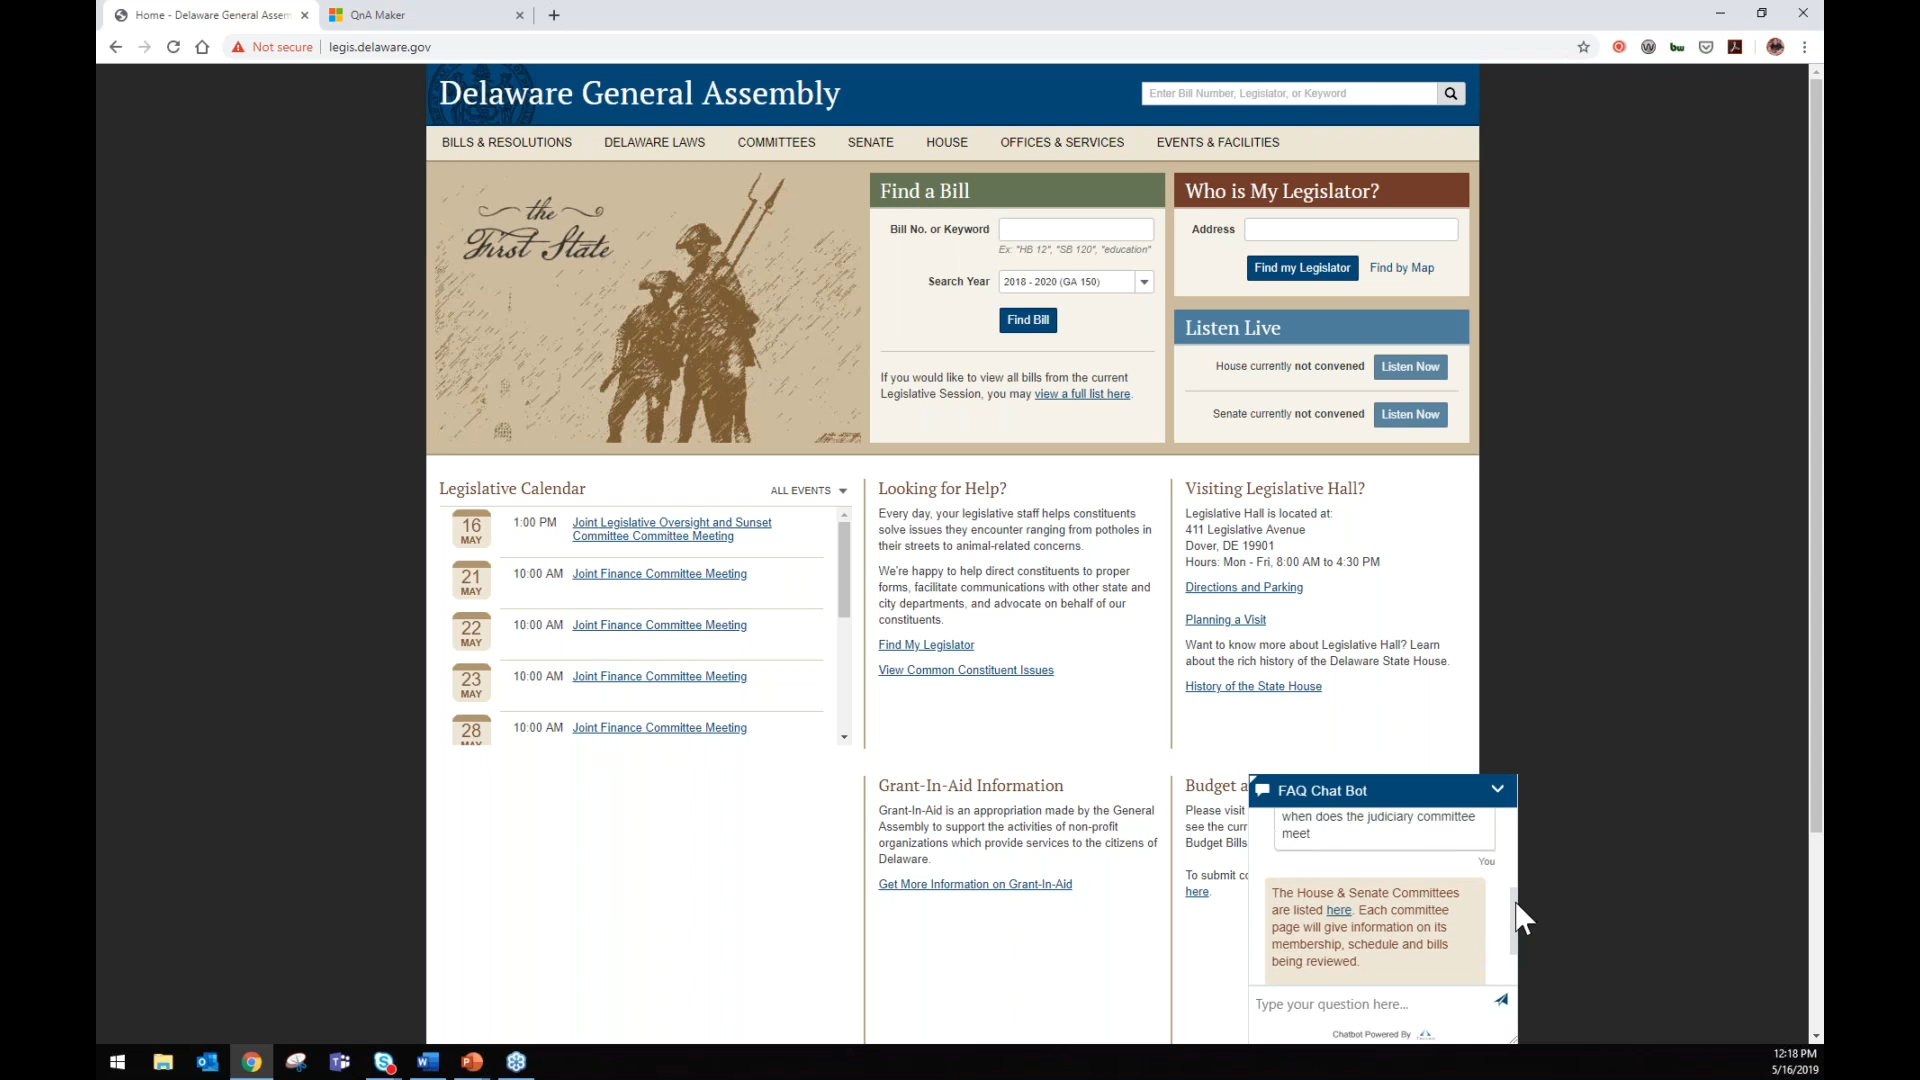 Home - Delaware General Assem
QnA Maker
Not secure
legis.delaware.gov
Delaware General Assembly
Enter Bill Number, Legislator, or Keyword
BILLS & RESOLUTIONS DELAWARE LAWS COMMITTEES SENATE HOUSE OFFICES & SERVICES EVENTS & FACILITIES
the
First State
Find a Bill
Bill No. or Keyword
Ex: "HB 12", "SB 120", "education"
Search Year 2018 - 2020 (GA 150)
Find Bill
If you would like to view all bills from the current
Legislative Session, you may view a full list here.
Who is My Legislator?
Address
Find my Legislator Find by Map
Listen Live
House currently not convened Listen Now
Senate currently not convened Listen Now
Legislative Calendar ALL EVENTS
16 MAY 1:00 PM Joint Legislative Oversight and Sunset
Committee Committee Meeting
21 MAY 10:00 AM Joint Finance Committee Meeting
22 MAY 10:00 AM Joint Finance Committee Meeting
23 MAY 10:00 AM Joint Finance Committee Meeting
28 MAY 10:00 AM Joint Finance Committee Meeting
Looking for Help?
Every day, your legislative staff helps constituents
solve issues they encounter ranging from potholes in
their streets to animal-related concerns.
We're happy to help direct constituents to proper
forms, facilitate communications with other state and
city departments, and advocate on behalf of our
constituents.
Find My Legislator
View Common Constituent Issues
Visiting Legislative Hall?
Legislative Hall is located at:
411 Legislative Avenue
Dover, DE 19901
Hours: Mon - Fri, 8:00 AM to 4:30 PM
Directions and Parking
Planning a Visit
Want to know more about Legislative Hall? Learn
about the rich history of the Delaware State House.
History of the State House
Grant-In-Aid Information
Grant-In-Aid is an appropriation made by the General
Assembly to support the activities of non-profit
organizations which provide services to the citizens of
Delaware.
Get More Information on Grant-In-Aid
Budget a
Please visit
see the curr
Budget Bills
To submit co
here.
FAQ Chat Bot
when does the judiciary committee
meet
You
The House & Senate Committees
are listed here. Each committee
page will give information on its
membership, schedule and bills
being reviewed.
Type your question here...
Chatbot Powered By
12:18 PM
5/16/2019